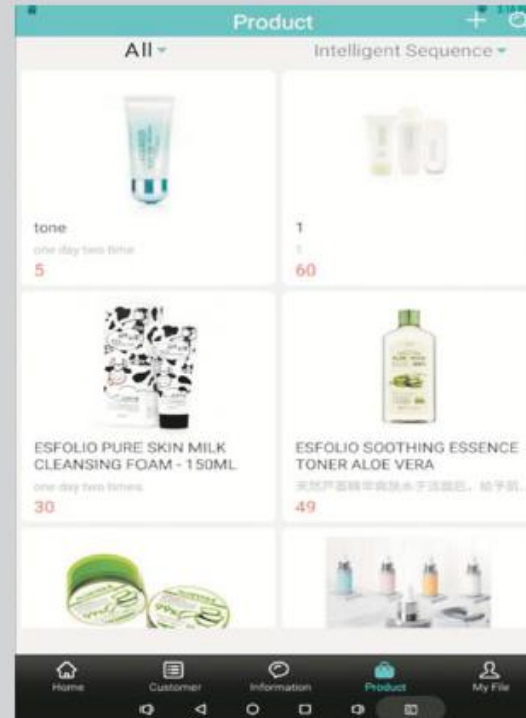 Product
All
Intelligent Sequence
tone
one day two time
5
1
1
60
ESFOLIO PURE SKIN MILK
CLEANSING FOAM - 150ML
one day two times
30
ESFOLIO SOOTHING ESSENCE
TONER ALOE VERA
49
Home
Customer
Information
Product
My File